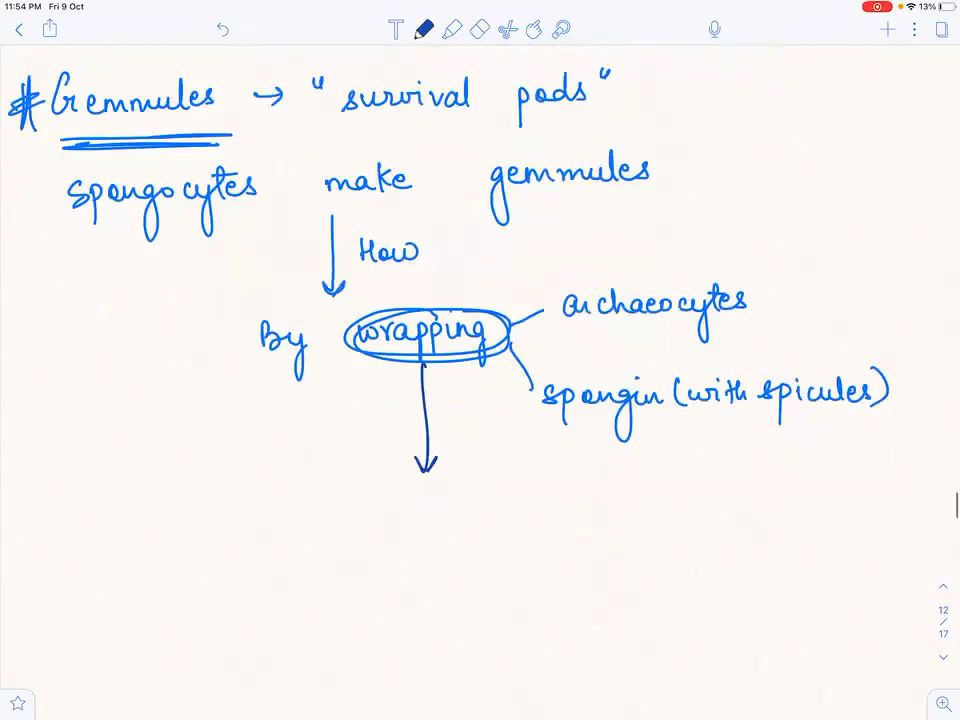 11:54 PM Fri 9 Oct
13%
# Gemmules → "survival pods"
spongocytes make gemmules
How
archaeocytes
By wrapping
spongin (with spicules)
12
/
17